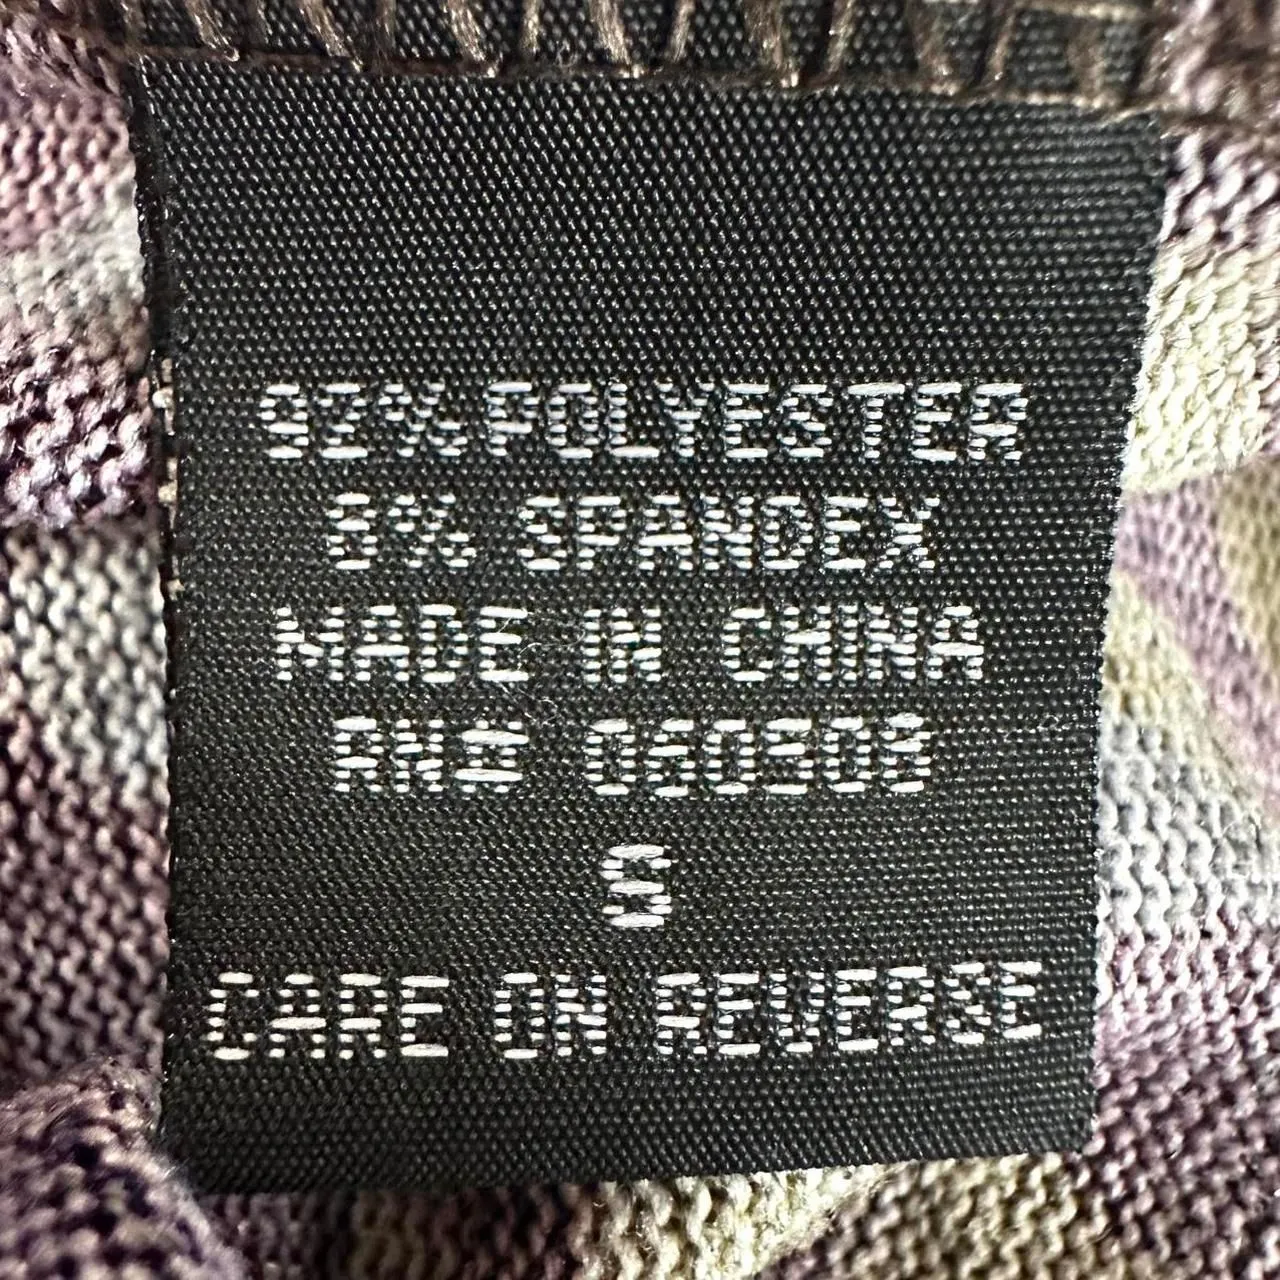 92% POLYESTER
8% SPANDEX
MADE IN CHINA
RN# 060508
S
CARE ON REVERSE